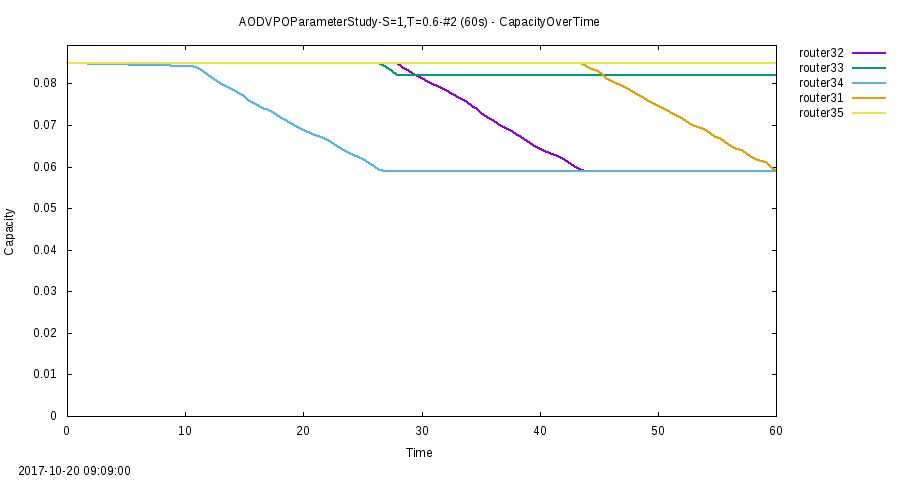 AODVPOParameterStudy-S=1,T=0.6-#2 (60s) - CapacityOverTime
router32
router33
router34
router31
router35
0.08
0.07
0.06
0.05
0.04
0.03
0.02
0.01
0
Capacity
0 10 20 30 40 50 60
Time
2017-10-20 09:09:00